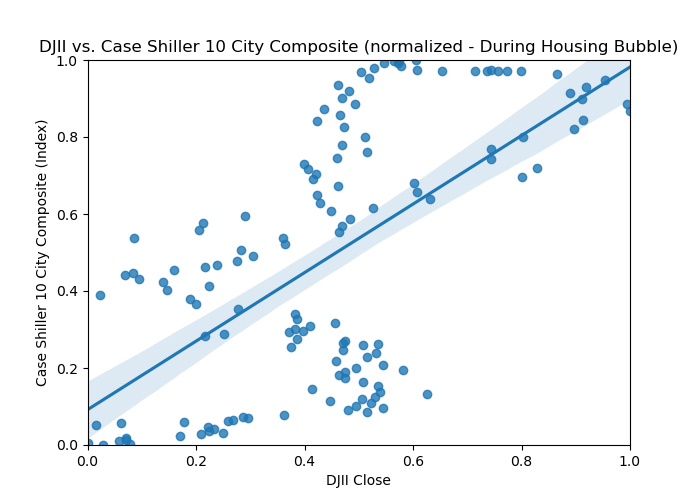 DJII vs. Case Shiller 10 City Composite (normalized - During Housing Bubble)
Case Shiller 10 City Composite (Index)
1.0
0.8
0.6
0.4
0.2
0.0
0.0 0.2 0.4 0.6 0.8 1.0
DJII Close